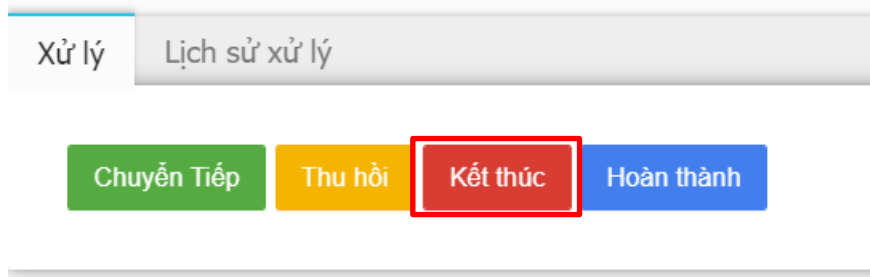 Xử lý Lịch sử xử lý
Chuyển Tiếp Thu hồi Kết thúc Hoàn thành